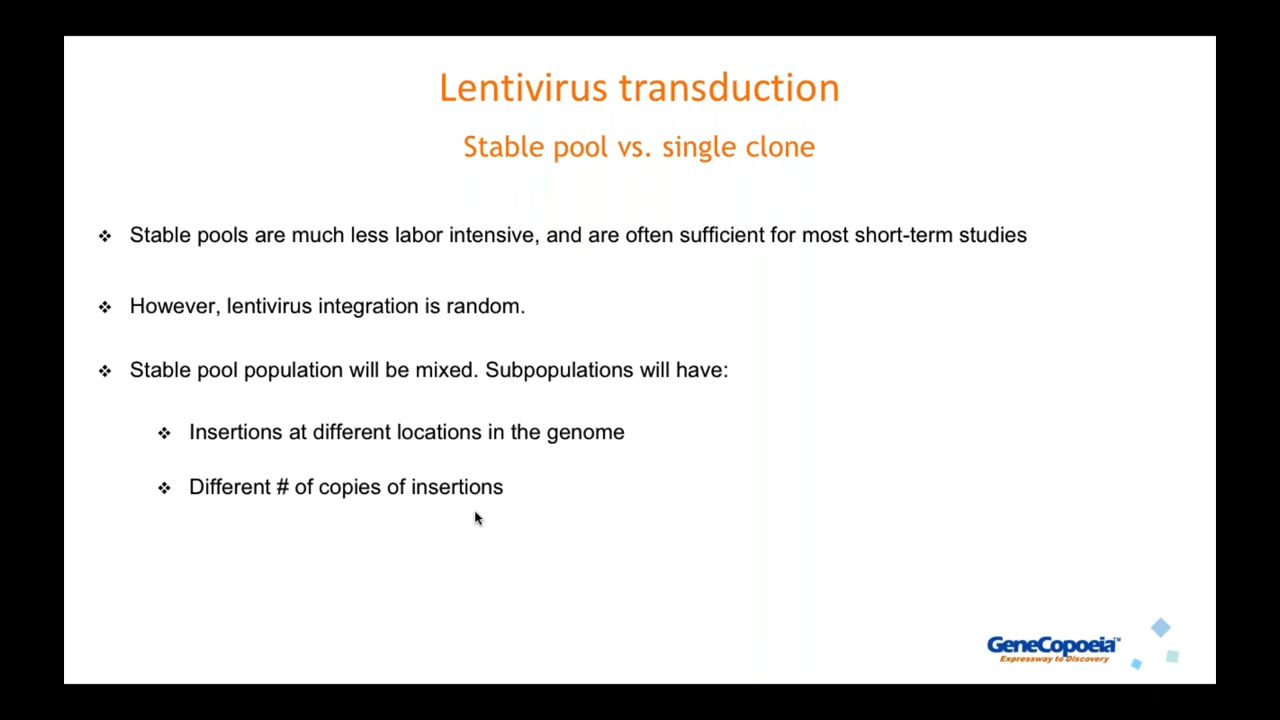 Lentivirus transduction
Stable pool vs. single clone
❖ Stable pools are much less labor intensive, and are often sufficient for most short-term studies
❖ However, lentivirus integration is random.
❖ Stable pool population will be mixed. Subpopulations will have:
❖ Insertions at different locations in the genome
❖ Different # of copies of insertions
GeneCopoeia™
Expressway to Discovery